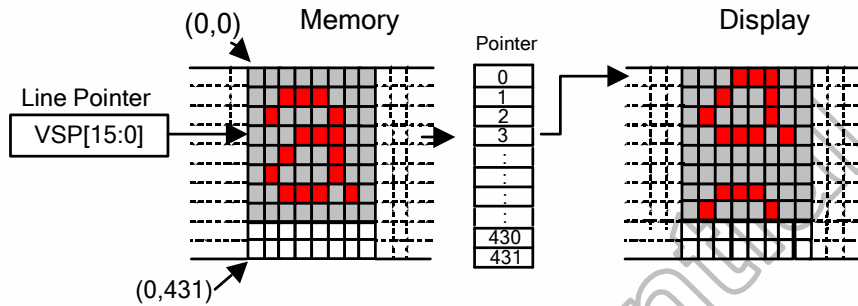 (0,0)
Memory
Pointer
Display
Line Pointer
VSP[15:0]
0
1
2
3
:
:
:
:
430
431
(0,431)